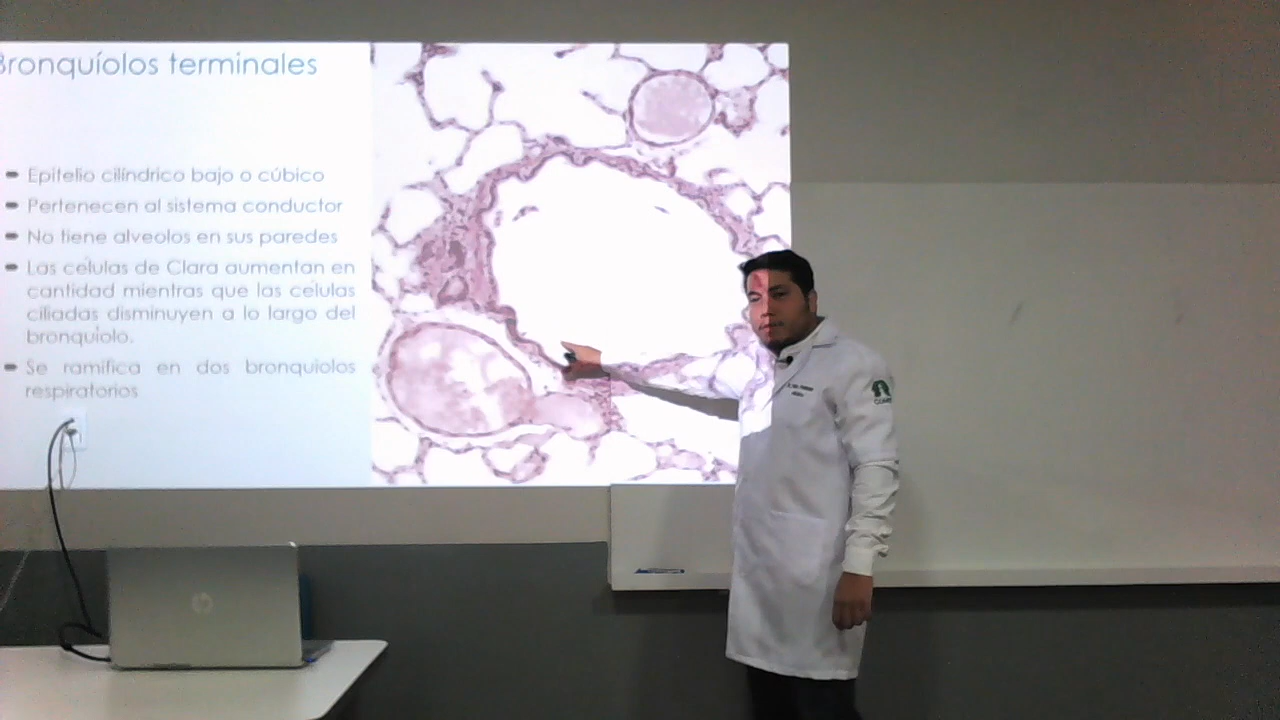 Bronquíolos terminales
Epitelio cilíndrico bajo o cúbico
Pertenecen al sistema conductor
No tiene alveolos en sus paredes
Las células de Clara aumentan en
cantidad mientras que las células
ciliadas disminuyen a lo largo del
bronquiolo.
Se ramifica en dos bronquiolos
respiratorios
hp